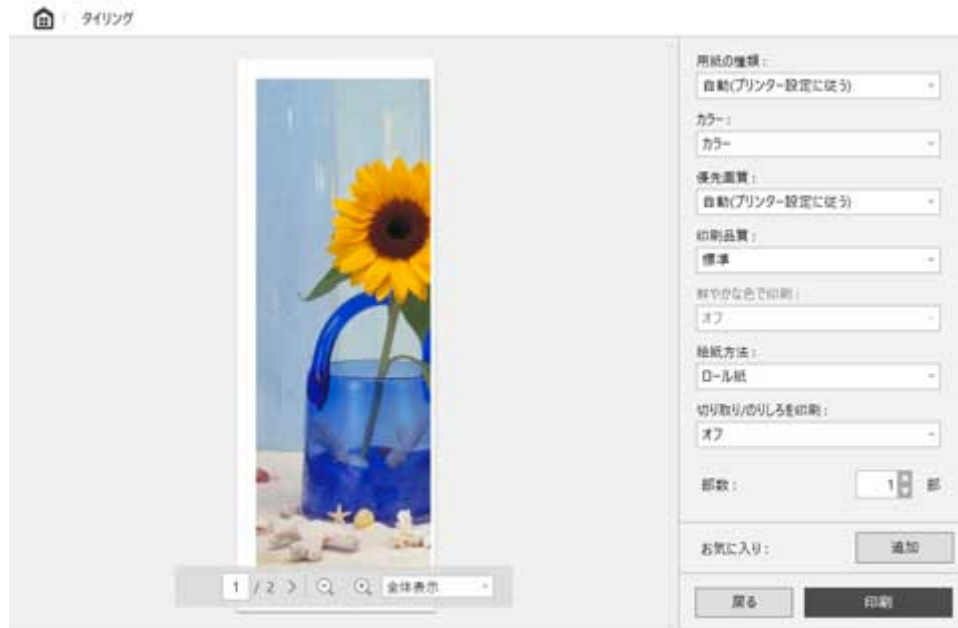 タイリング
用紙の種類：
自動(プリンター設定に従う)
カラー：
カラー
優先画質：
自動(プリンター設定に従う)
印刷品質：
標準
鮮やかな色で印刷：
オフ
給紙方法：
ロール紙
切り取り/のりしろを印刷：
オフ
部数： 1 部
お気に入り： 追加
1 / 2 全体表示
戻る 印刷